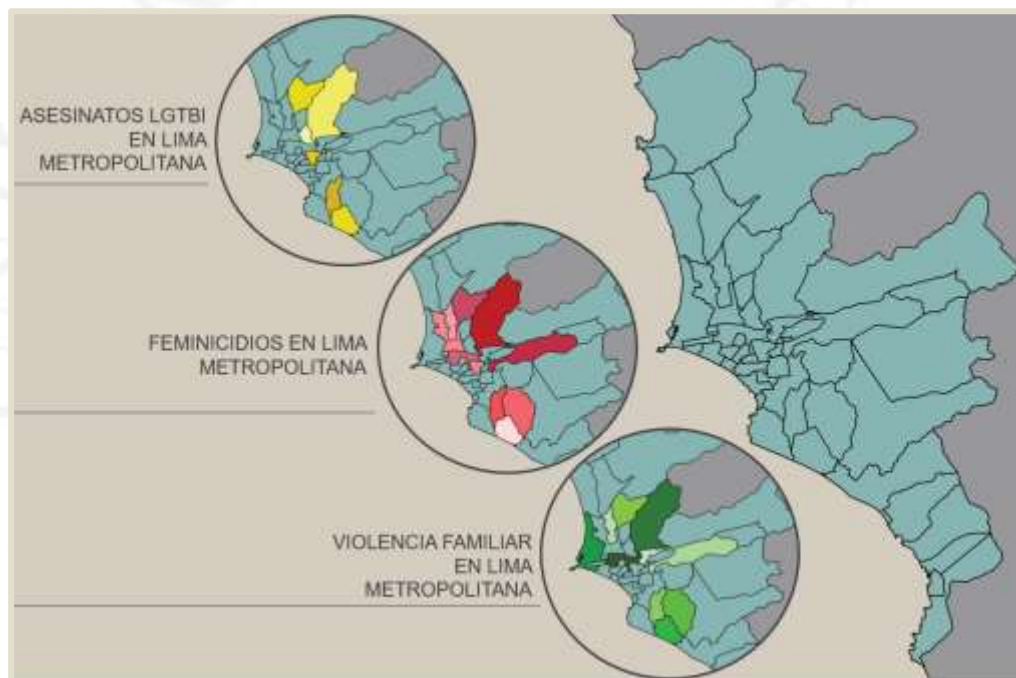 ASESINATOS LGTBI
EN LIMA
METROPOLITANA
FEMINICIDIOS EN LIMA
METROPOLITANA
VIOLENCIA FAMILIAR
EN LIMA
METROPOLITANA